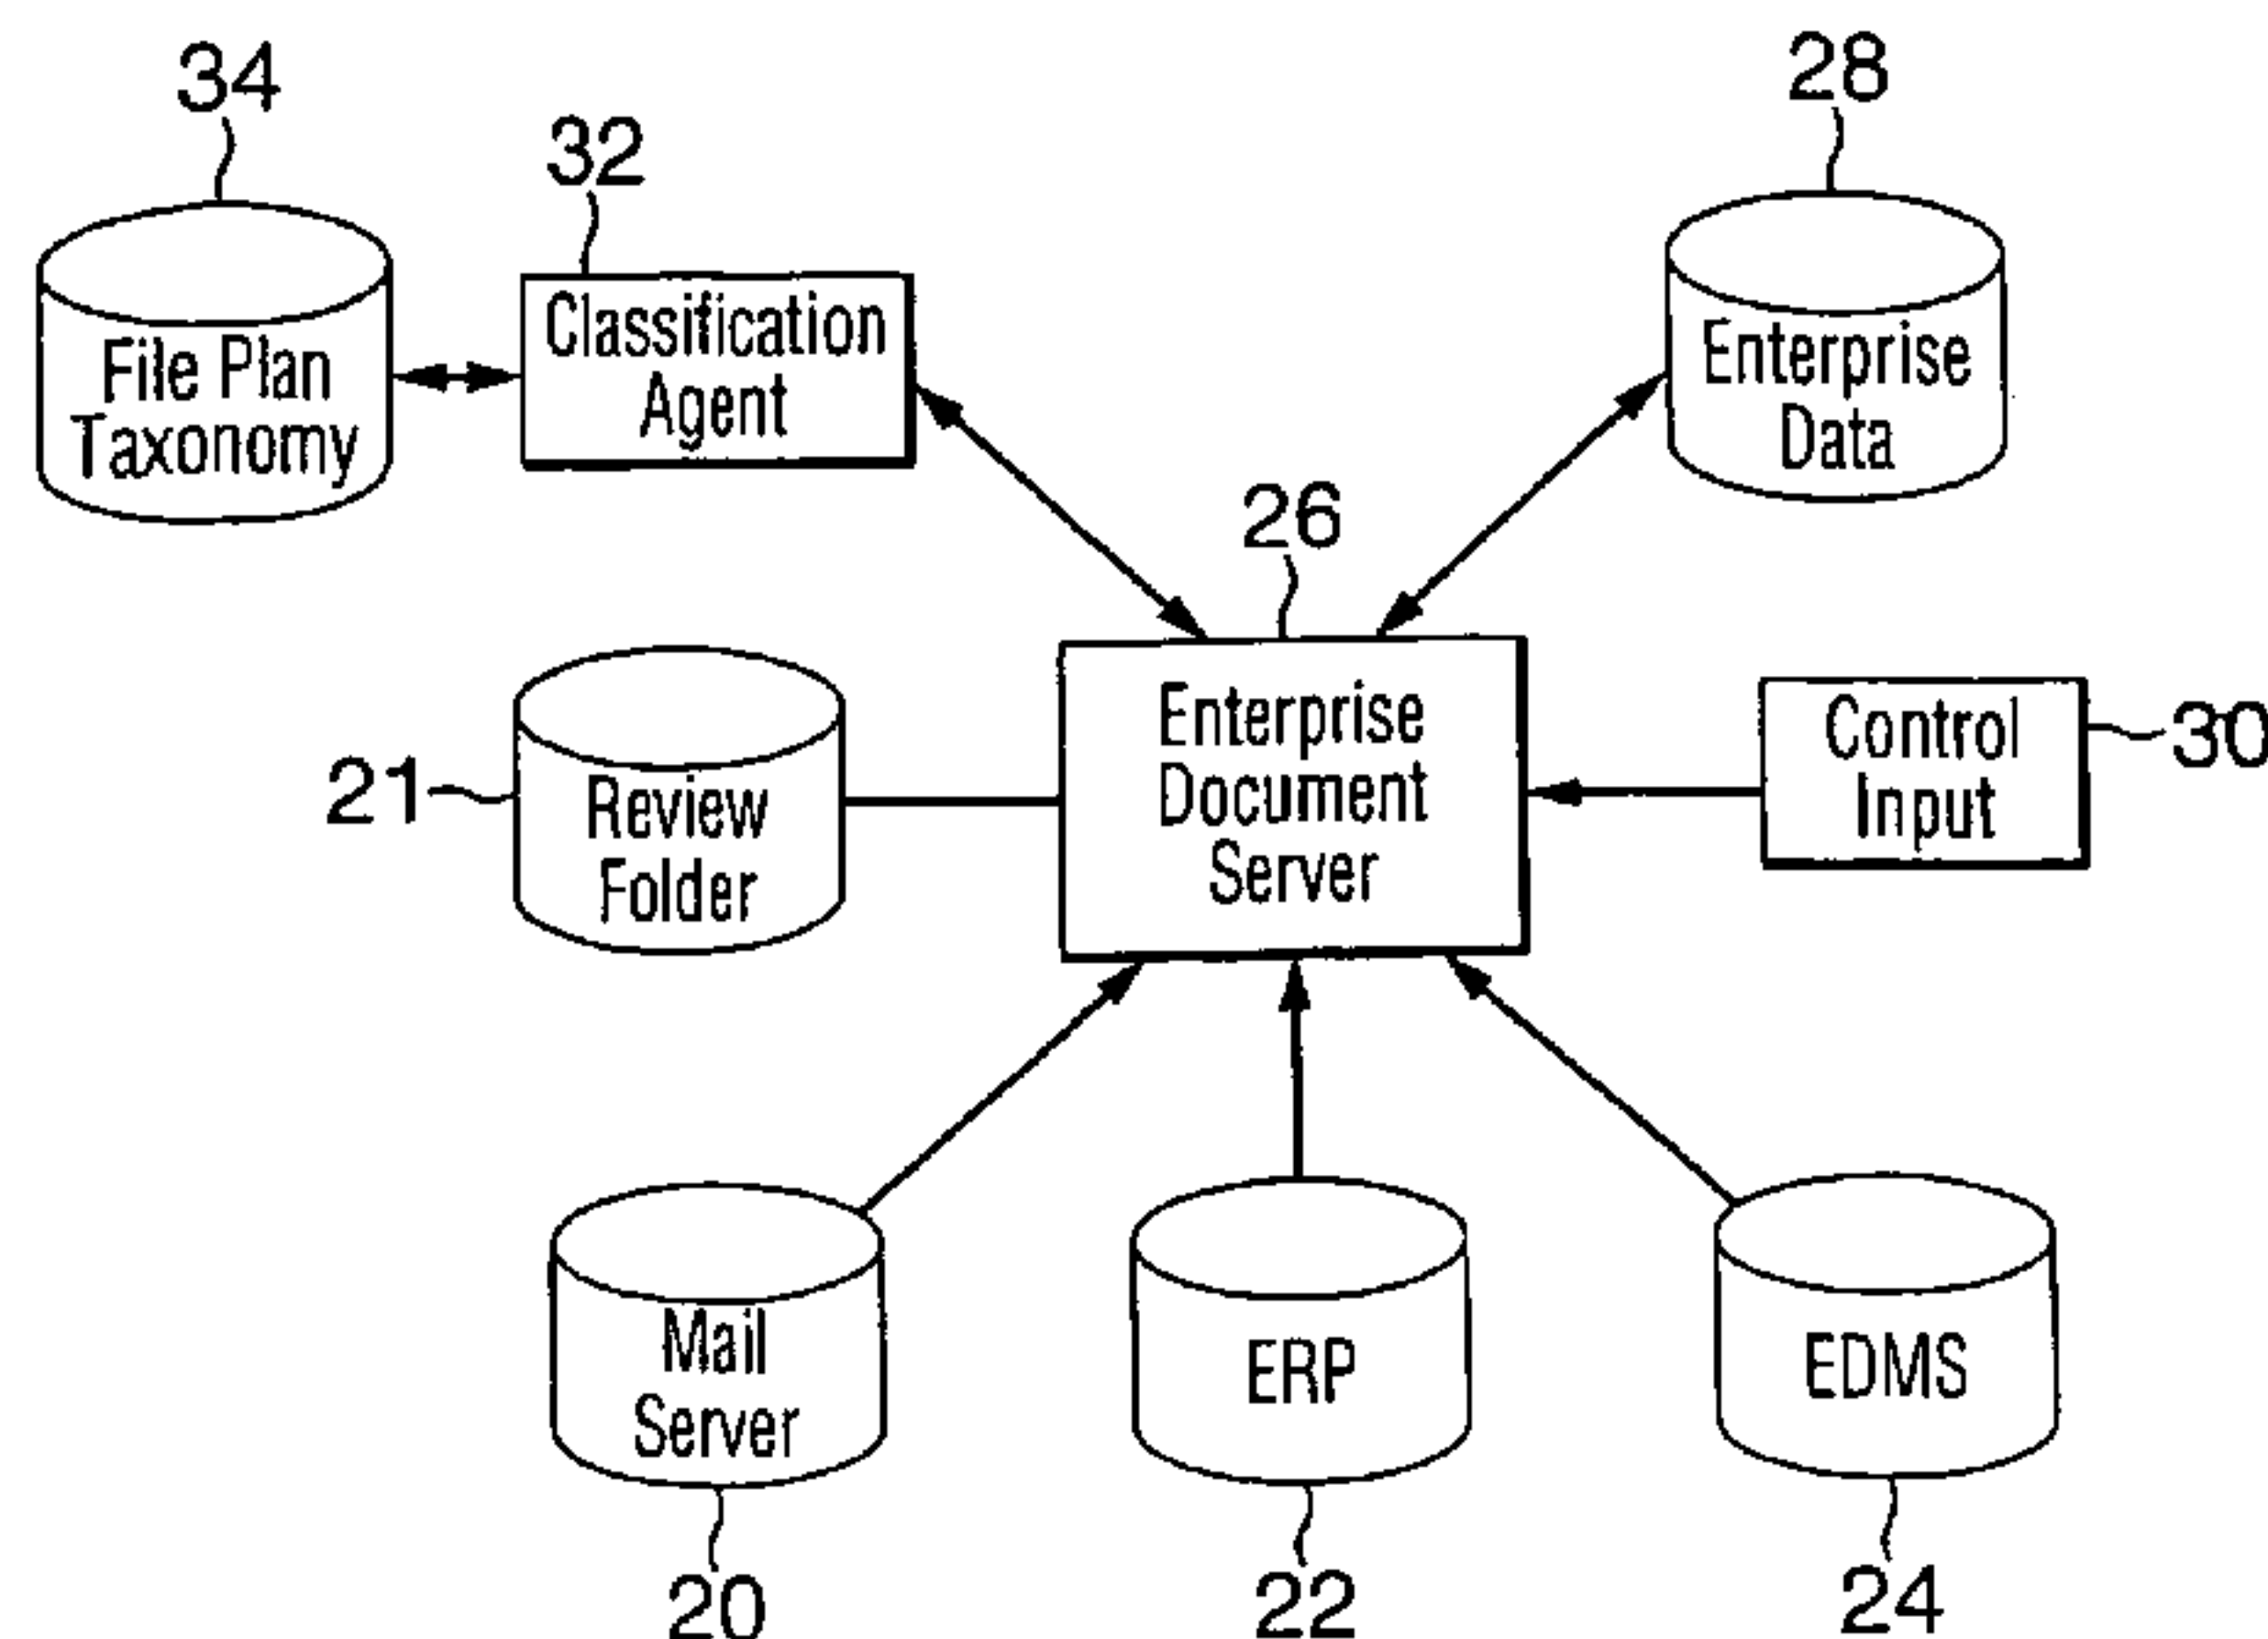 34
32
28
File Plan
Taxonomy
Classification
Agent
Enterprise
Data
26
21
Review
Folder
Enterprise
Document
Server
Control
Input
30
Mail
Server
ERP
EDMS
20
22
24